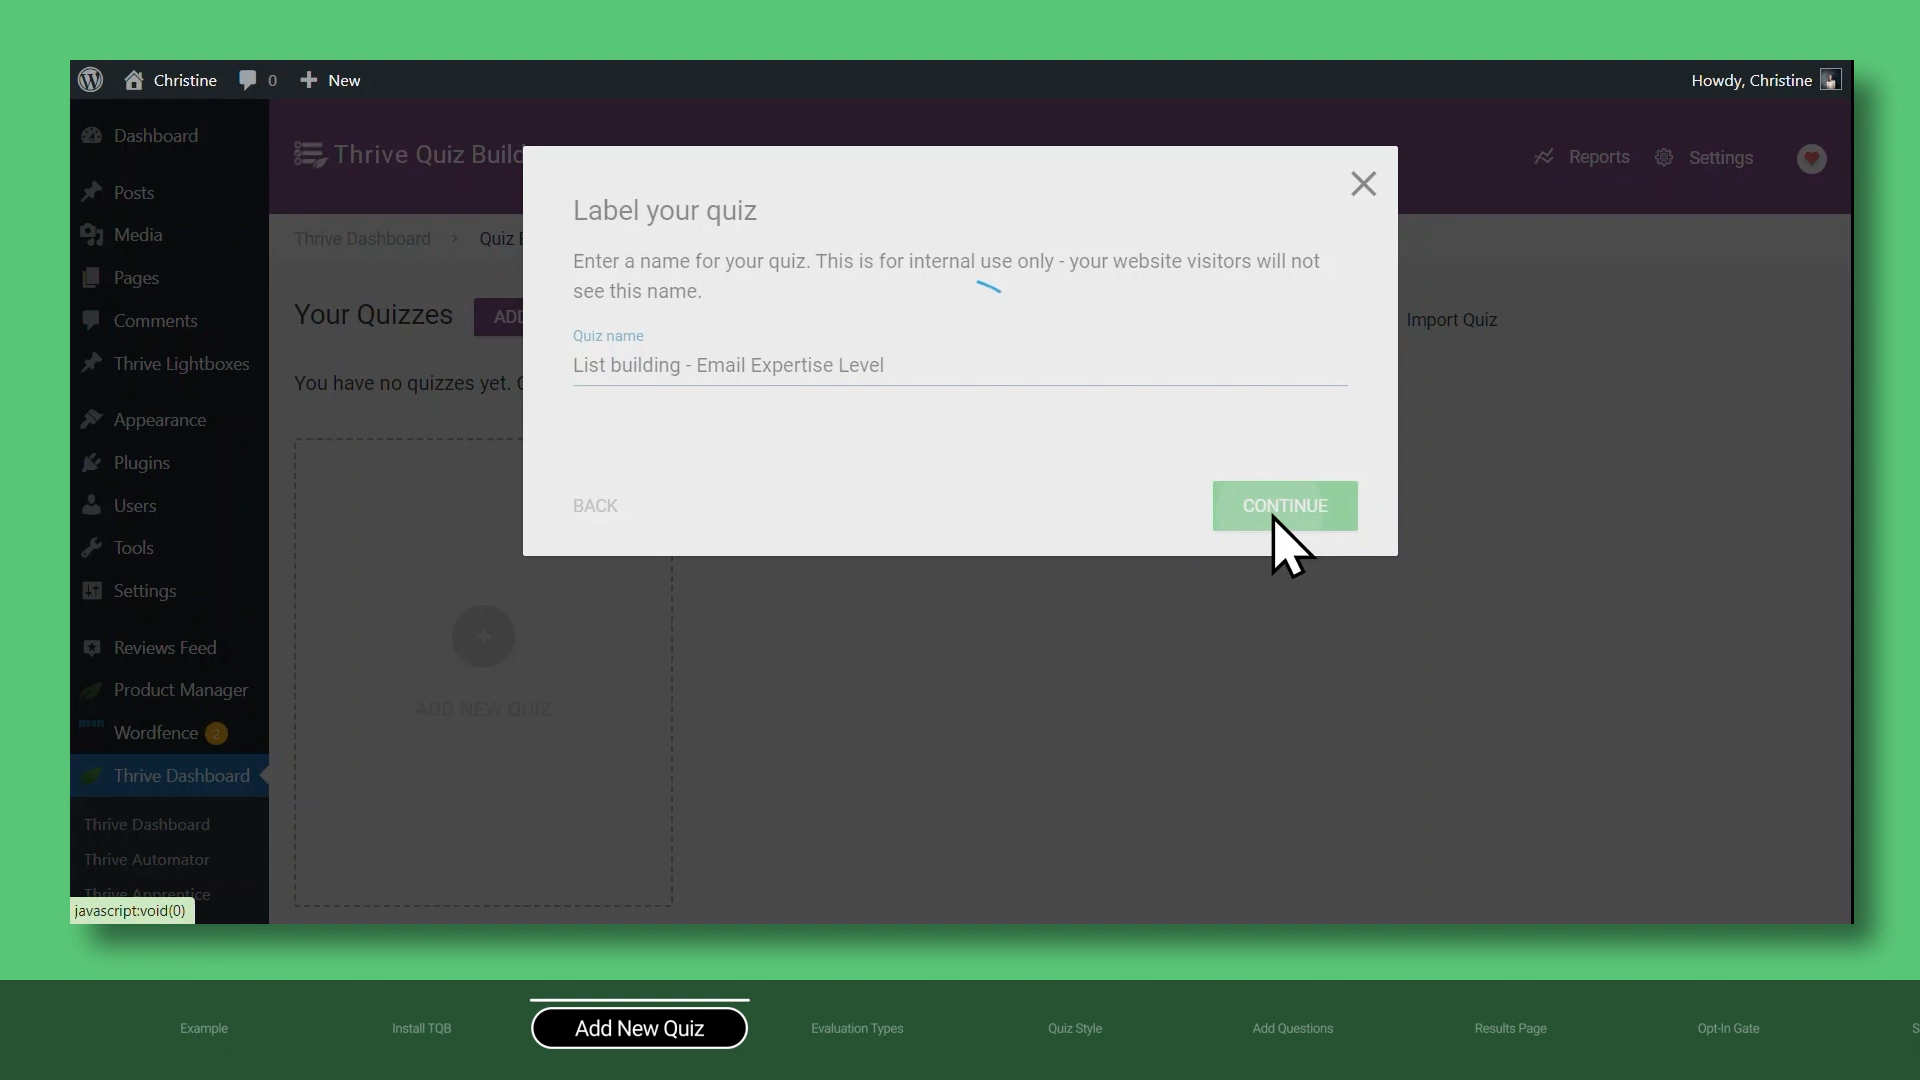 Christine
0
New
Howdy, Christine
Dashboard
Posts
Media
Pages
Comments
Thrive Lightboxes
Appearance
Plugins
Users
Tools
Settings
Reviews Feed
Product Manager
Wordfence 2
Thrive Dashboard
Thrive Dashboard
Thrive Automator
Thrive Apprentice
javascript:void(0)
Thrive Quiz Build
Reports
Settings
Thrive Dashboard > Quiz B
Your Quizzes
ADD
Import Quiz
You have no quizzes yet. C
ADD NEW QUIZ
Label your quiz
Enter a name for your quiz. This is for internal use only - your website visitors will not
see this name.
Quiz name
List building - Email Expertise Level
BACK
CONTINUE
Example
Install TQB
Add New Quiz
Evaluation Types
Quiz Style
Add Questions
Results Page
Opt-In Gate
S